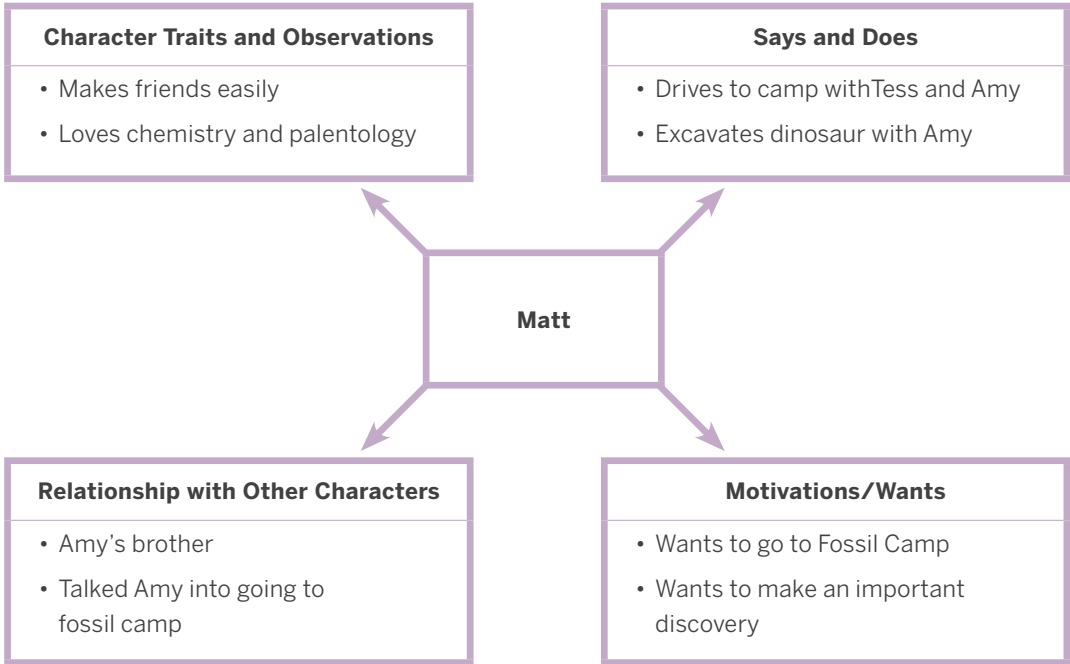 Character Traits and Observations
• Makes friends easily
• Loves chemistry and palentology
Says and Does
• Drives to camp withTess and Amy
• Excavates dinosaur with Amy
Matt
Relationship with Other Characters
• Amy’s brother
• Talked Amy into going to
fossil camp
Motivations/Wants
• Wants to go to Fossil Camp
• Wants to make an important
discovery